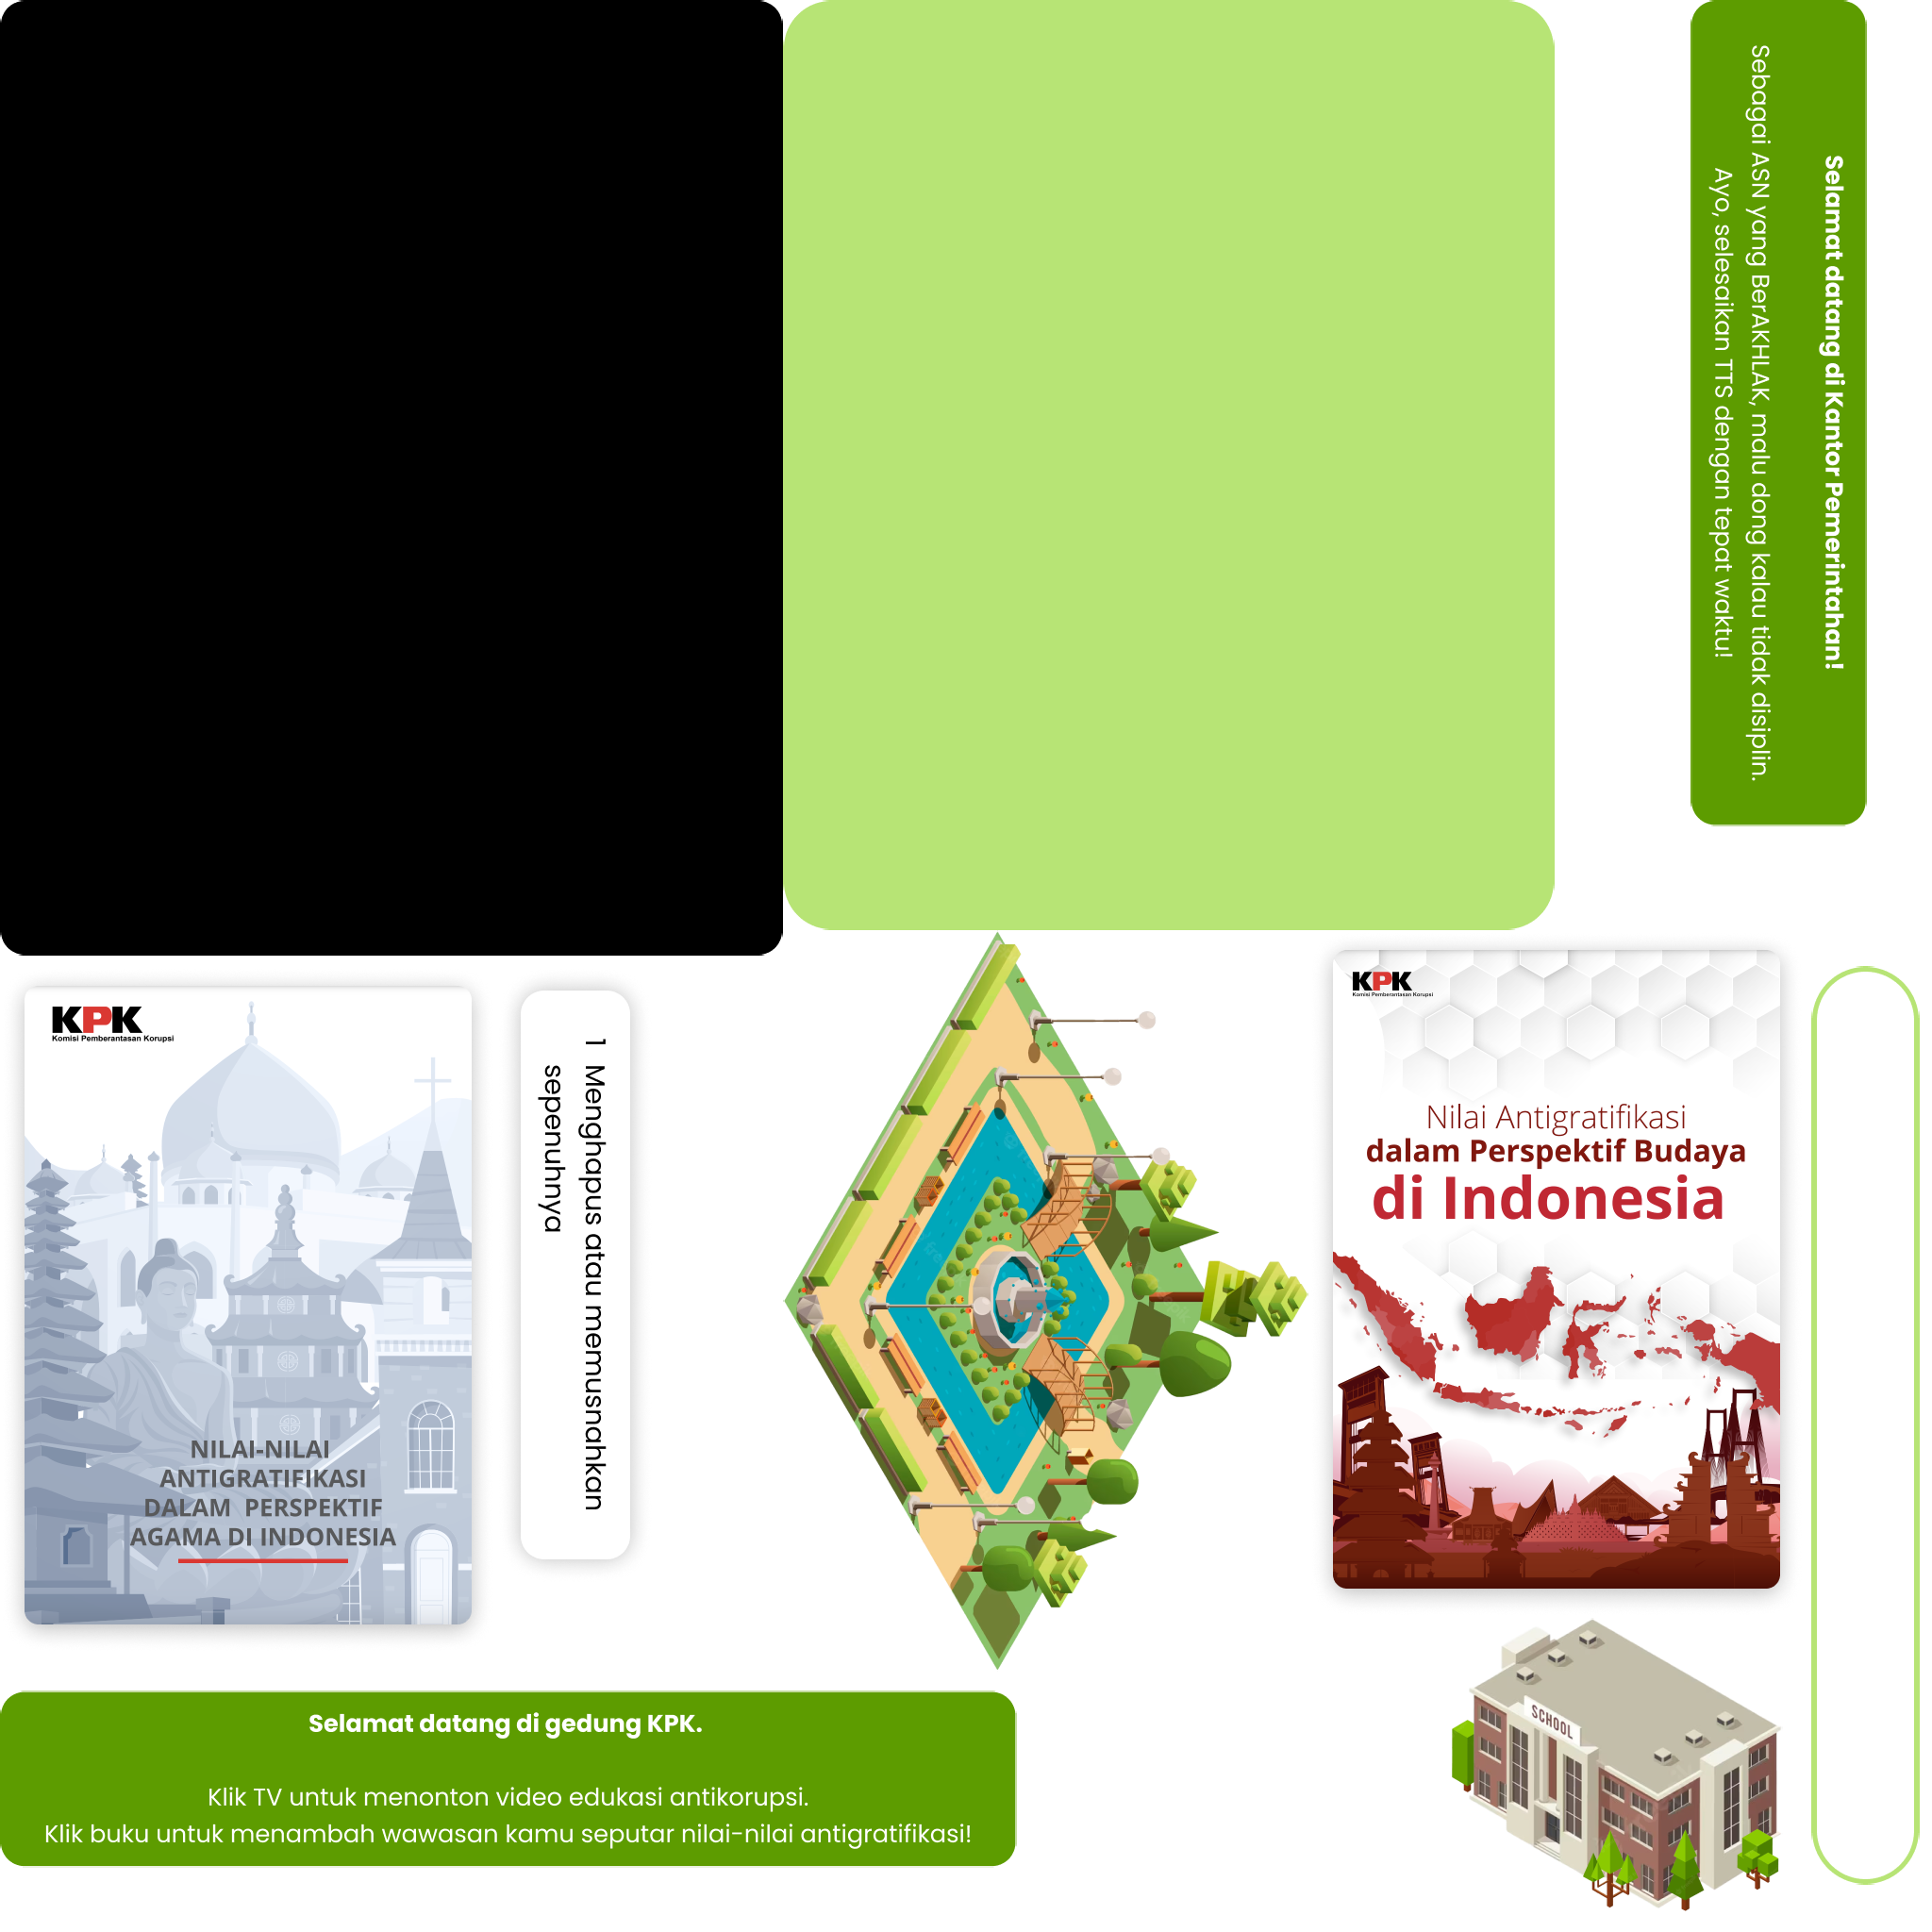 Selamat datang di Kantor Pemerintahan!
Sebagai ASN yang BerAKHLAK, malu dong kalau tidak disiplin.
Ayo, selesaikan TTS dengan tepat waktu!
KPK
Komisi Pemberantasan Korupsi
NILAI-NILAI
ANTIGRATIFIKASI
DALAM PERSPEKTIF
AGAMA DI INDONESIA
1 Menghapus atau memusnahkan
sepenuhnya
KPK
Komisi Pemberantasan Korupsi
Nilai Antigratifikasi
dalam Perspektif Budaya
di Indonesia
SCHOOL
Selamat datang di gedung KPK.
Klik TV untuk menonton video edukasi antikorupsi.
Klik buku untuk menambah wawasan kamu seputar nilai-nilai antigratifikasi!